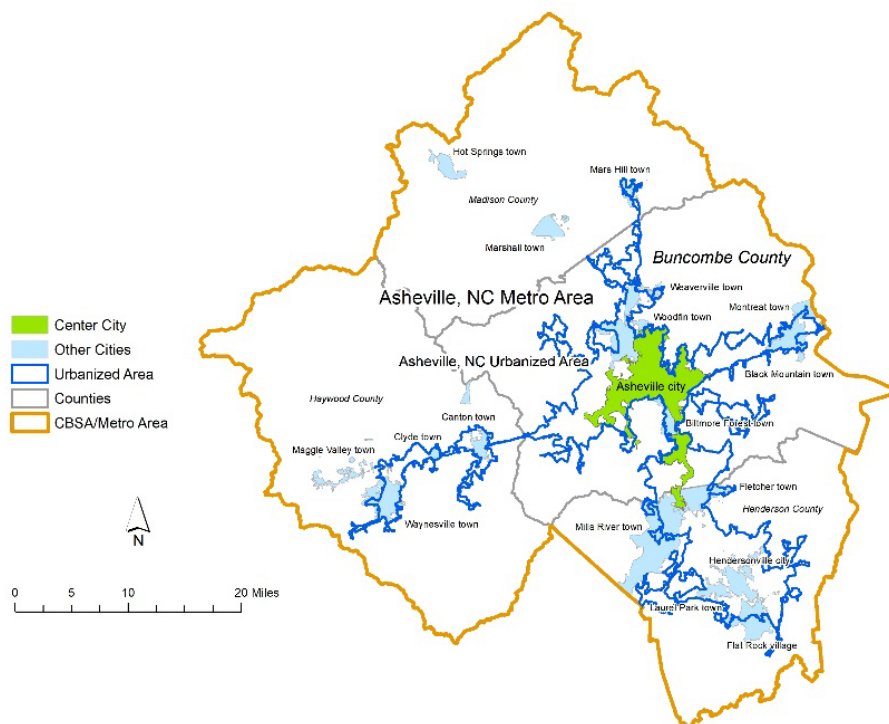 Hot Springs town
Mars Hill town
Madison County
Marshall town
Buncombe County
Weaverville town
Asheville, NC Metro Area
Montreat town
Woodfin town
Center City
Other Cities
Urbanized Area
Counties
CBSA/Metro Area
Asheville, NC Urbanized Area
Black Mountain town
Asheville city
Haywood County
Canton town
Biltmore Forest town
Clyde town
Maggie Valley town
Fletcher town
Henderson County
Waynesville town
Mills River town
N
Hendersonville city
0 5 10 20 Miles
Laurel Park town
Flat Rock village